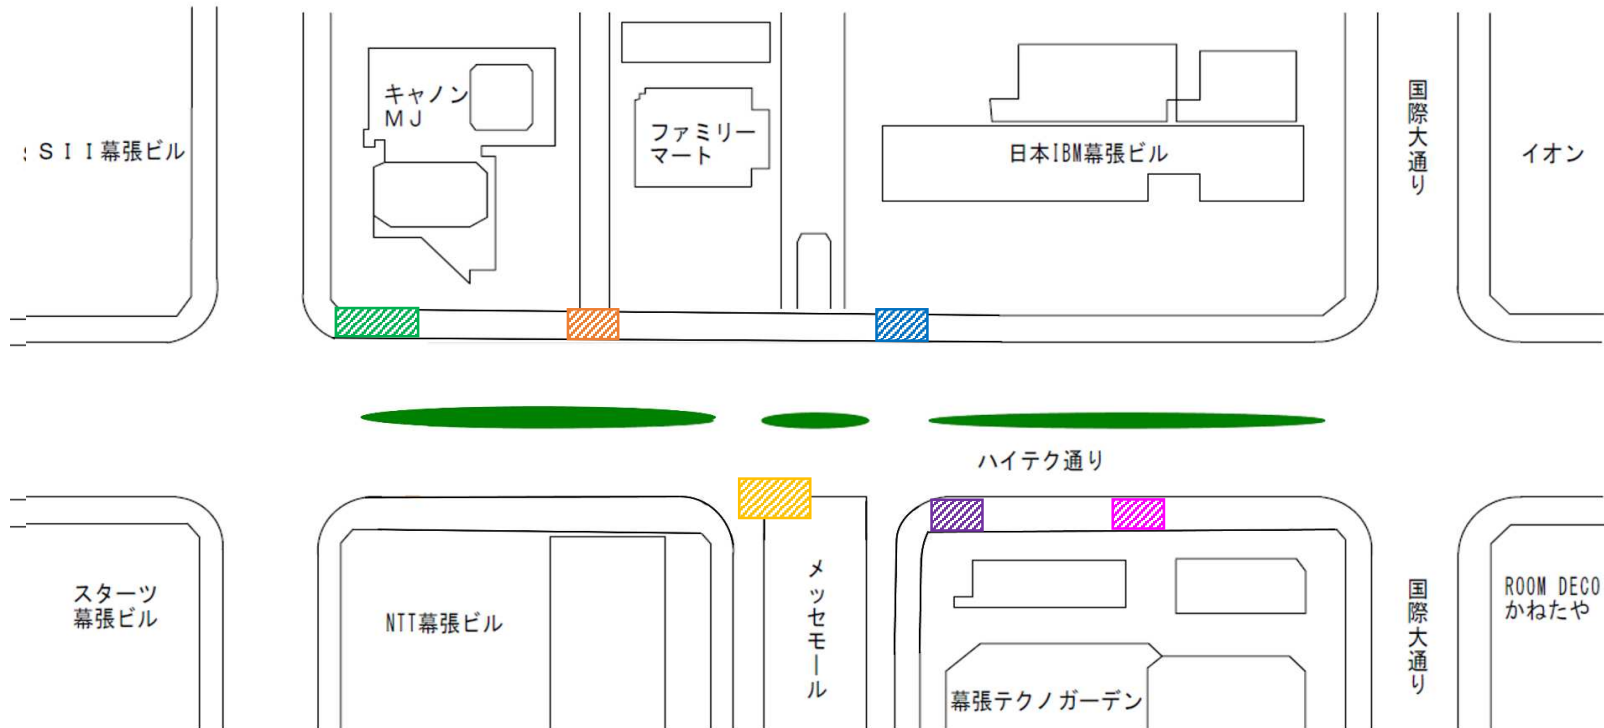 ＳＩＩ幕張ビル
キャノン
ＭＪ
ファミリー
マート
日本IBM幕張ビル
国際大通り
イオン
ハイテク通り
スターツ
幕張ビル
NTT幕張ビル
メッセモール
幕張テクノガーデン
国際大通り
ROOM DECO
かねたや